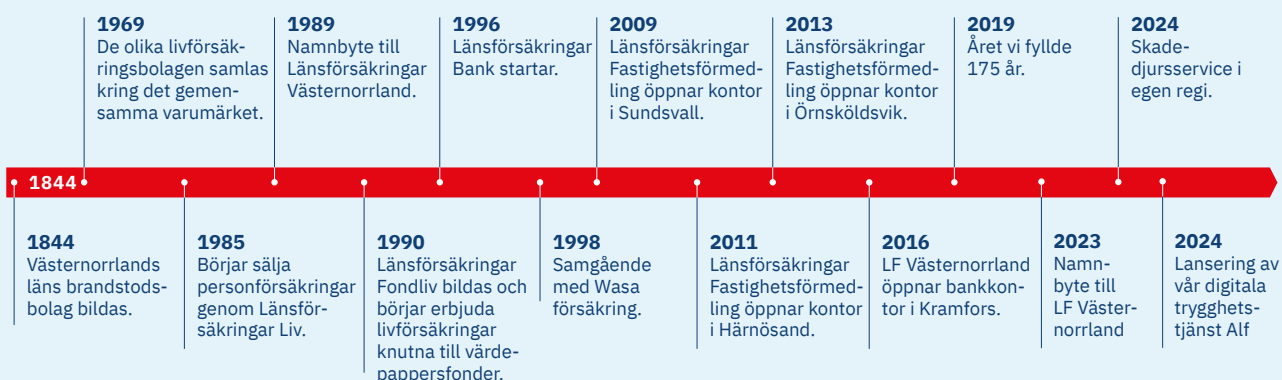 1969
De olika livförsäk-
ringsbolagen samlas
kring det gemen-
samma varumärket.
1989
Namnbyte till
Länsförsäkringar
Västernorrland.
1996
Länsförsäkringar
Bank startar.
2009
Länsförsäkringar
Fastighetsförmed-
ling öppnar kontor
i Sundsvall.
2013
Länsförsäkringar
Fastighetsförmed-
ling öppnar kontor
i Örnsköldsvik.
2019
Året vi fyllde
175 år.
2024
Skade-
djursservice i
egen regi.
1844
1844
Västernorrlands
läns brandstods-
bolag bildas.
1985
Börjar sälja
personförsäkringar
genom Länsför-
säkringar Liv.
1990
Länsförsäkringar
Fondliv bildas och
börjar erbjuda
livförsäkringar
knutna till värde-
pappersfonder.
1998
Samgående
med Wasa
försäkring.
2011
Länsförsäkringar
Fastighetsförmed-
ling öppnar kontor
i Härnösand.
2016
LF Västernorrland
öppnar bankkon-
tor i Kramfors.
2023
Namn-
byte till
LF Väster-
norrland
2024
Lansering av
vår digitala
trygghets-
tjänst Alf